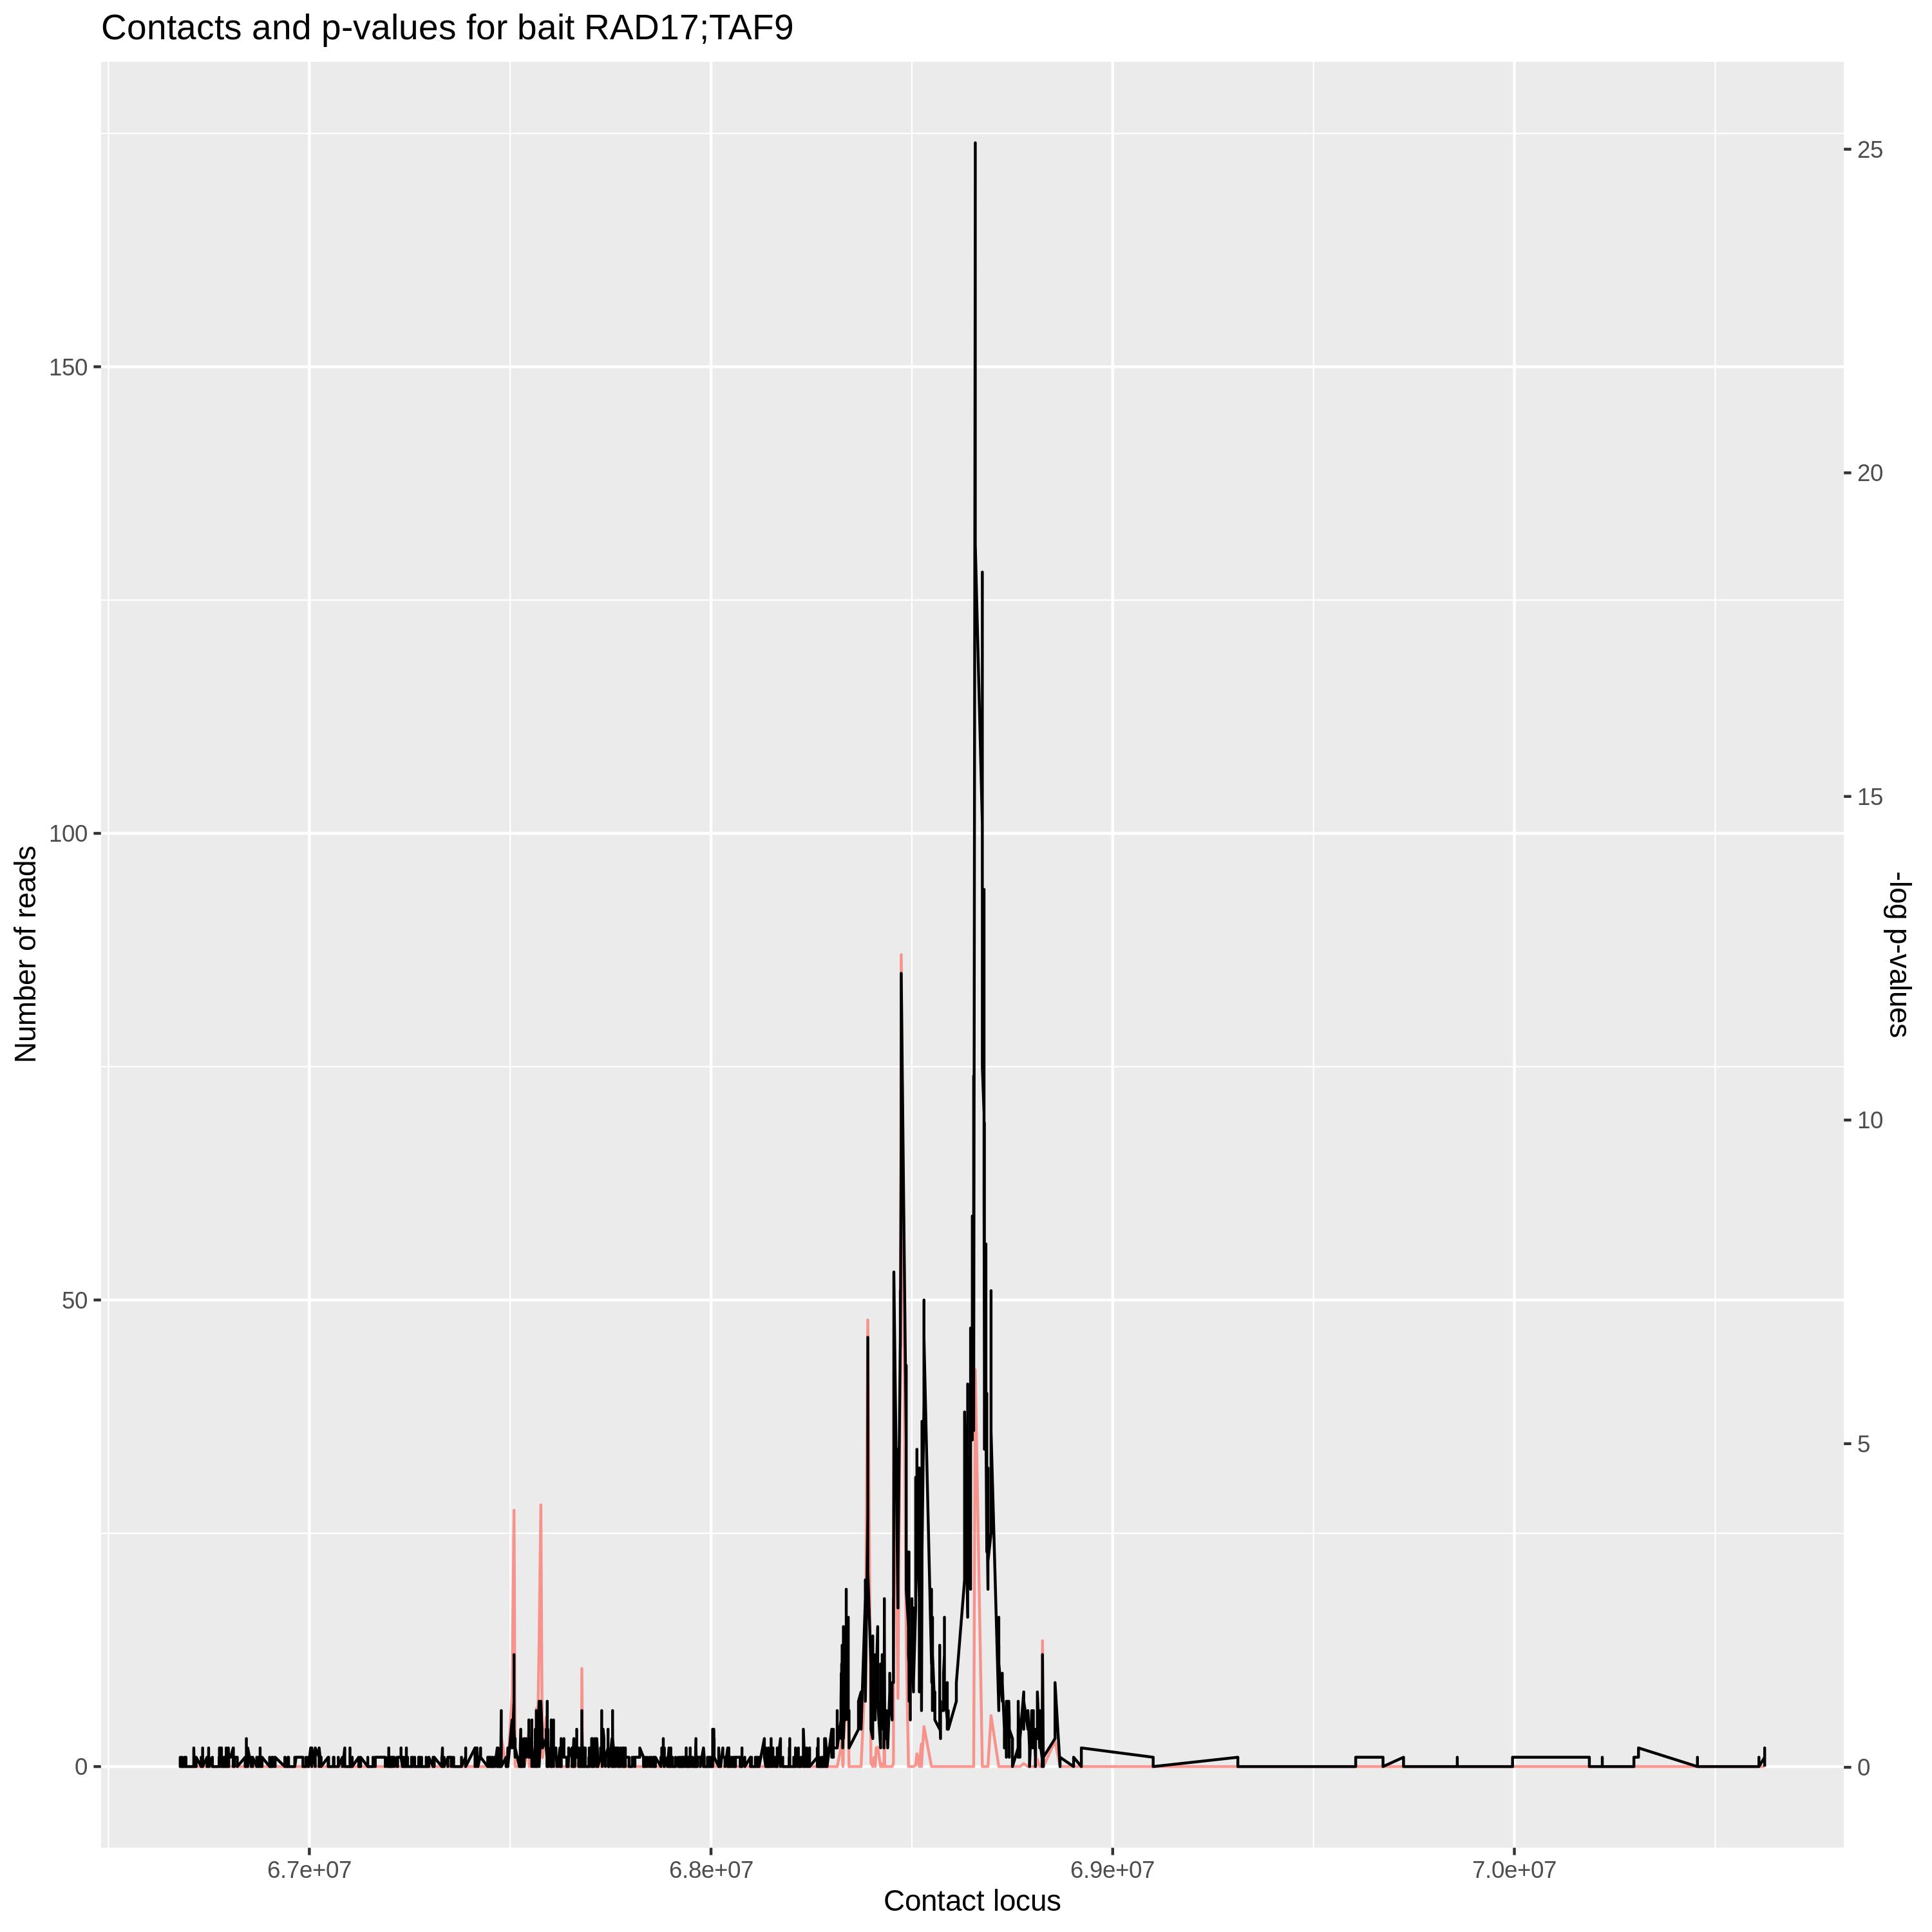 Contacts and p-values for bait RAD17;TAF9
150
100
50
0
Number of reads
25
20
15
10
5
0
-log p-values
6.7e+07
6.8e+07
6.9e+07
7.0e+07
Contact locus